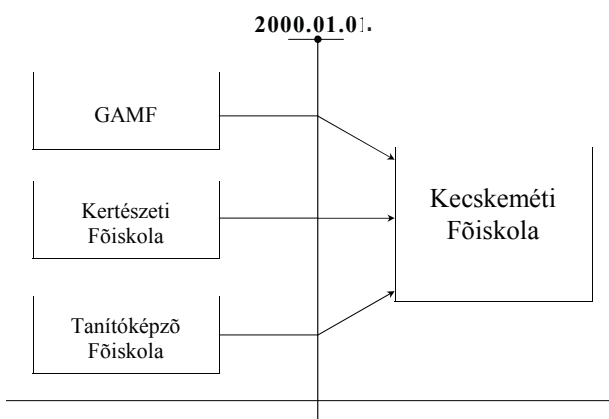 2000.01.01.
GAMF
Kertészeti
Fõiskola
Tanítóképzõ
Fõiskola
Kecskeméti
Fõiskola